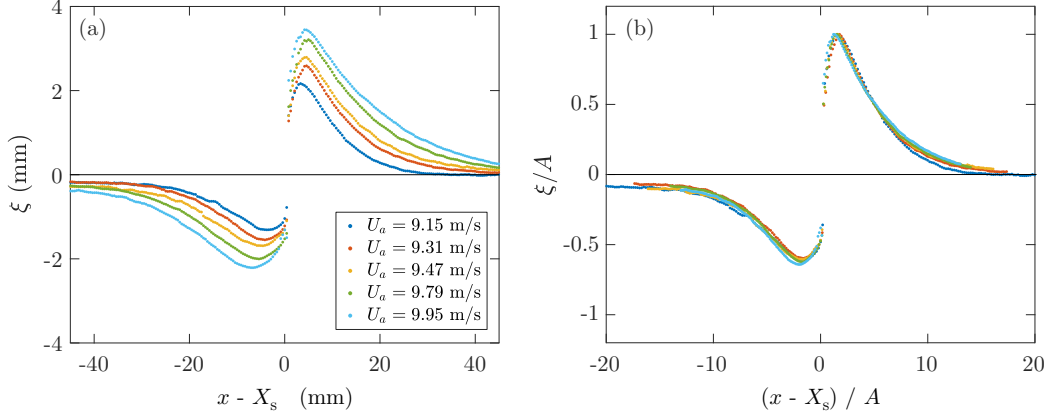 (a)
4
2
0
-2
-4
ξ (mm)
-40 -20 0 20 40
x - Xₛ (mm)
Uₐ = 9.15 m/s
Uₐ = 9.31 m/s
Uₐ = 9.47 m/s
Uₐ = 9.79 m/s
Uₐ = 9.95 m/s
(b)
1
0.5
0
-0.5
-1
ξ/A
-20 -10 0 10 20
(x - Xₛ) / A